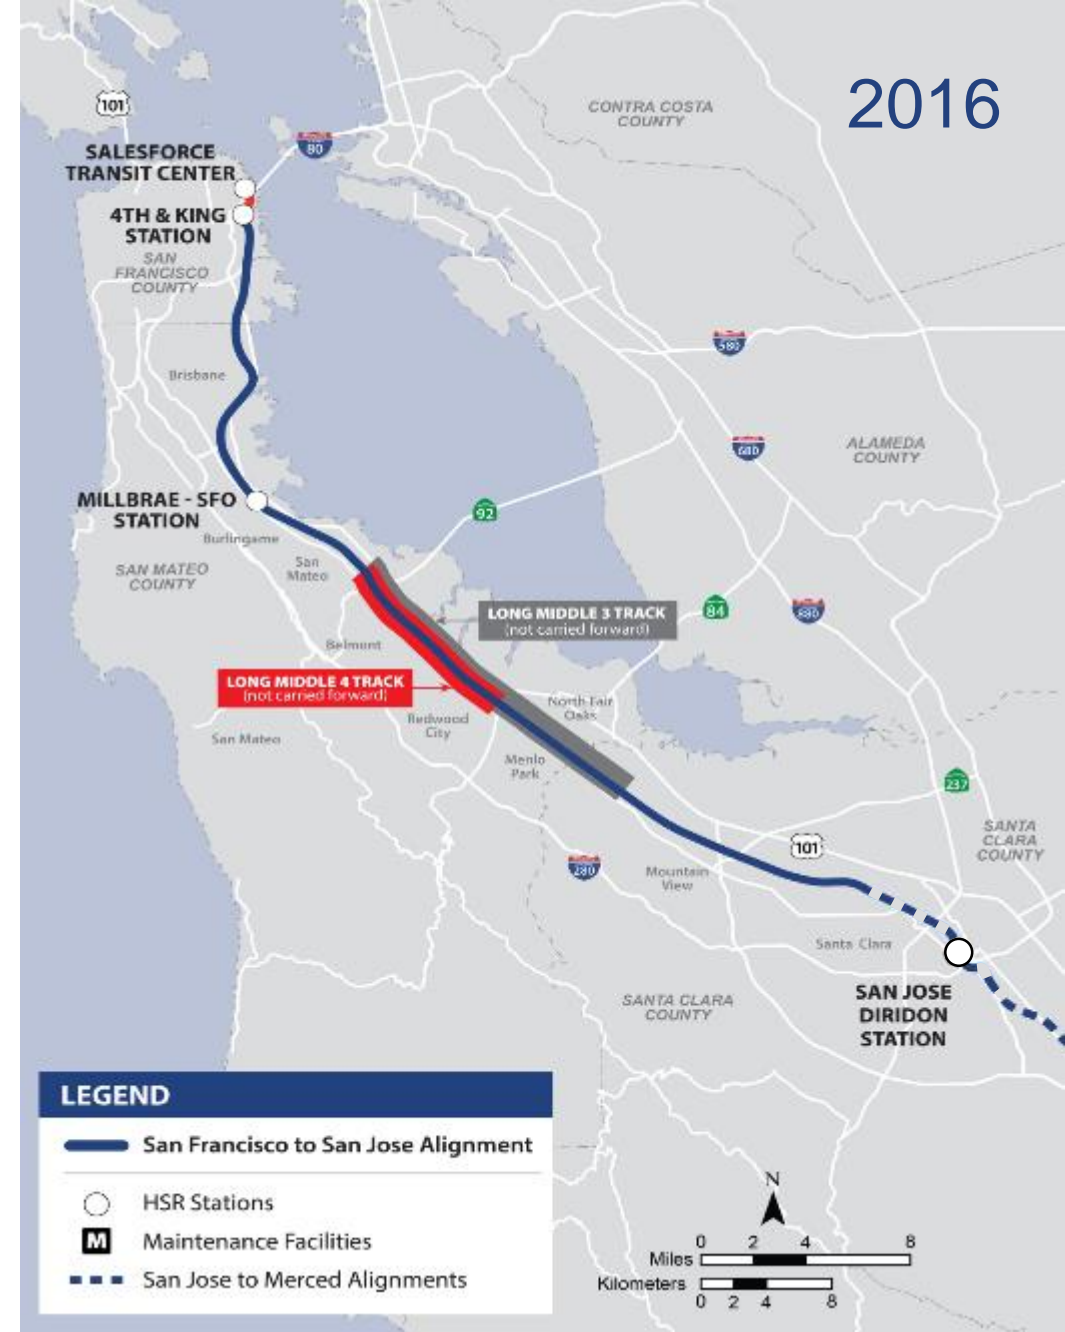 2016
101
CONTRA COSTA
COUNTY
80
SALESFORCE
TRANSIT CENTER
4TH & KING
STATION
SAN
FRANCISCO
COUNTY
580
Brisbane
680
ALAMEDA
COUNTY
MILLBRAE - SFO
STATION
92
Burlingame
San
Mateo
SAN MATEO
COUNTY
84
880
LONG MIDDLE 3 TRACK
(not carried forward)
Belmont
LONG MIDDLE 4 TRACK
(not carried forward)
North Fair
Oaks
Redwood
City
San Mateo
Menlo
Park
237
SANTA
CLARA
COUNTY
101
280
Mountain
View
Santa Clara
SAN JOSE
DIRIDON
STATION
SANTA CLARA
COUNTY
LEGEND
San Francisco to San Jose Alignment
HSR Stations
M Maintenance Facilities
San Jose to Merced Alignments
N
0 2 4 8
Miles
Kilometers
0 2 4 8